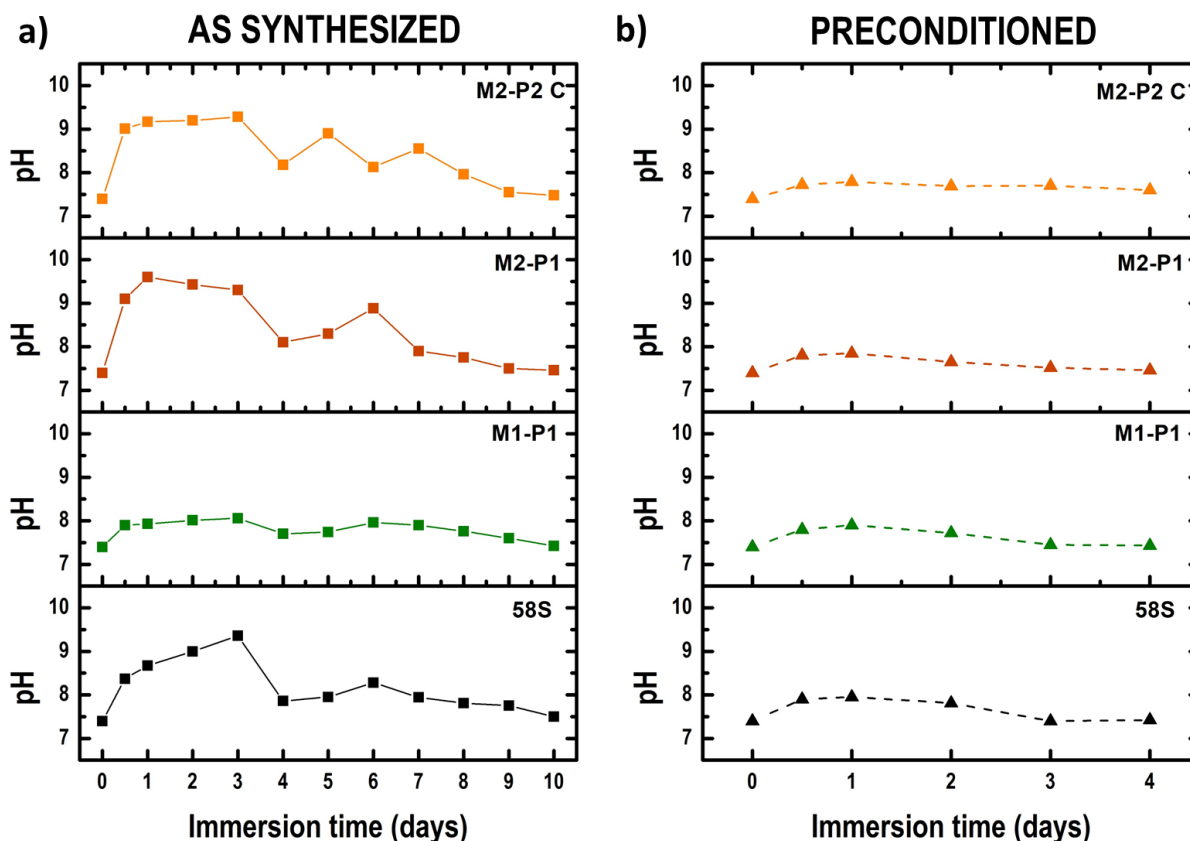 a) AS SYNTHESIZED
pH
10
9
8
7
M2-P2 C
pH
10
9
8
7
M2-P1
pH
10
9
8
7
M1-P1
pH
10
9
8
7
58S
0 1 2 3 4 5 6 7 8 9 10
Immersion time (days)
b) PRECONDITIONED
pH
10
9
8
7
M2-P2 C
pH
10
9
8
7
M2-P1
pH
10
9
8
7
M1-P1
pH
10
9
8
7
58S
0 1 2 3 4
Immersion time (days)